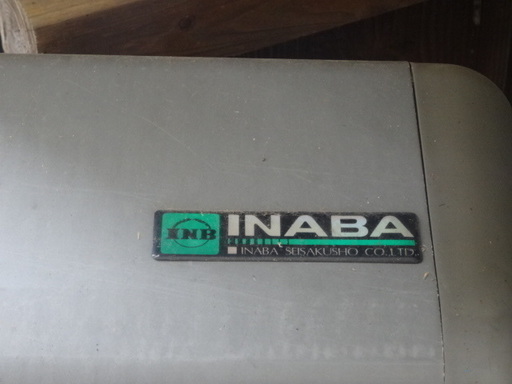 INB
INABA
INABA SEISAKUSHO CO.,LTD.